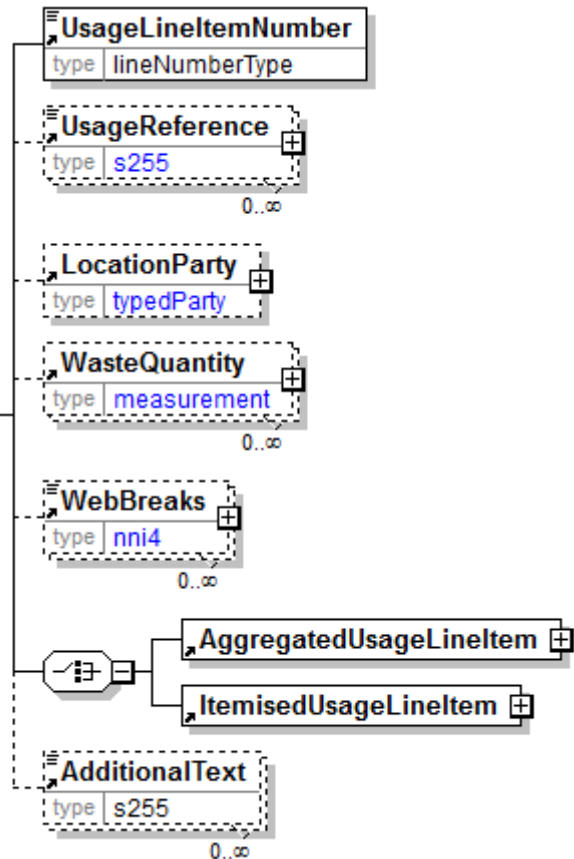 UsageLineItemNumber
type lineNumberType
UsageReference
type s255
0..∞
LocationParty
type typedParty
WasteQuantity
type measurement
0..∞
WebBreaks
type nni4
0..∞
AggregatedUsageLineItem
ItemisedUsageLineItem
AdditionalText
type s255
0..∞